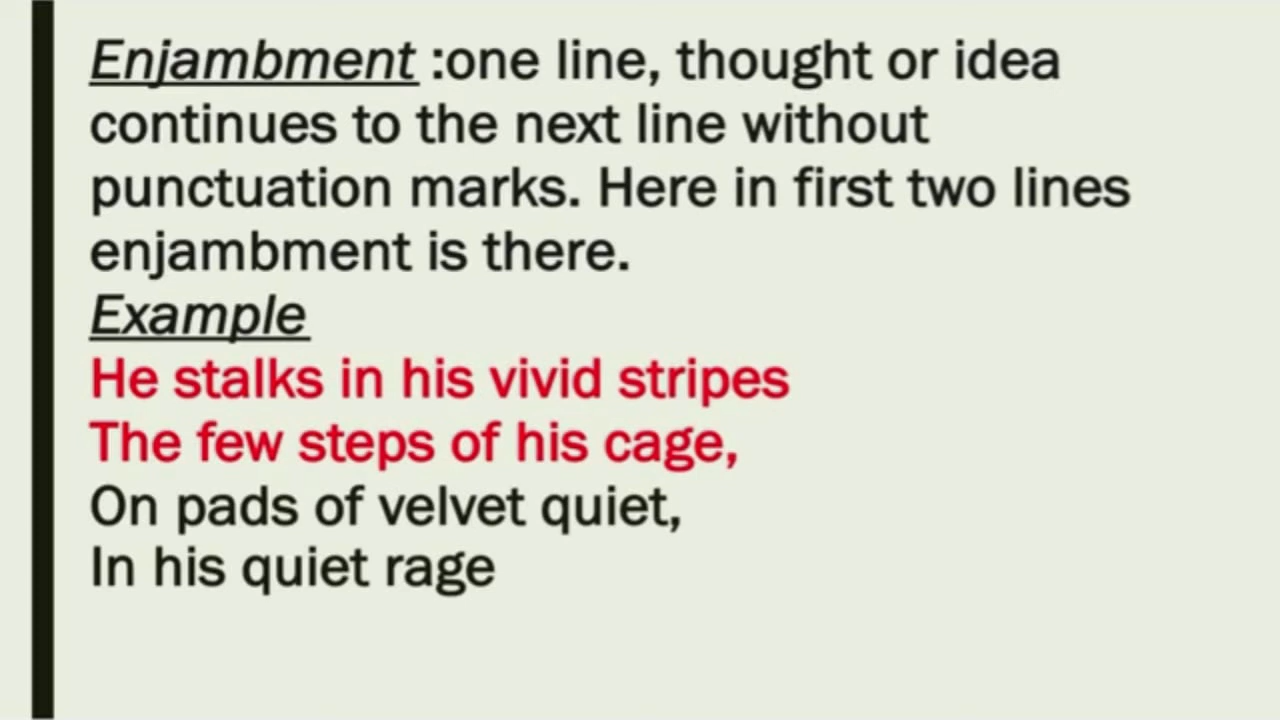 Enjambment :one line, thought or idea
continues to the next line without
punctuation marks. Here in first two lines
enjambment is there.
Example
He stalks in his vivid stripes
The few steps of his cage,
On pads of velvet quiet,
In his quiet rage